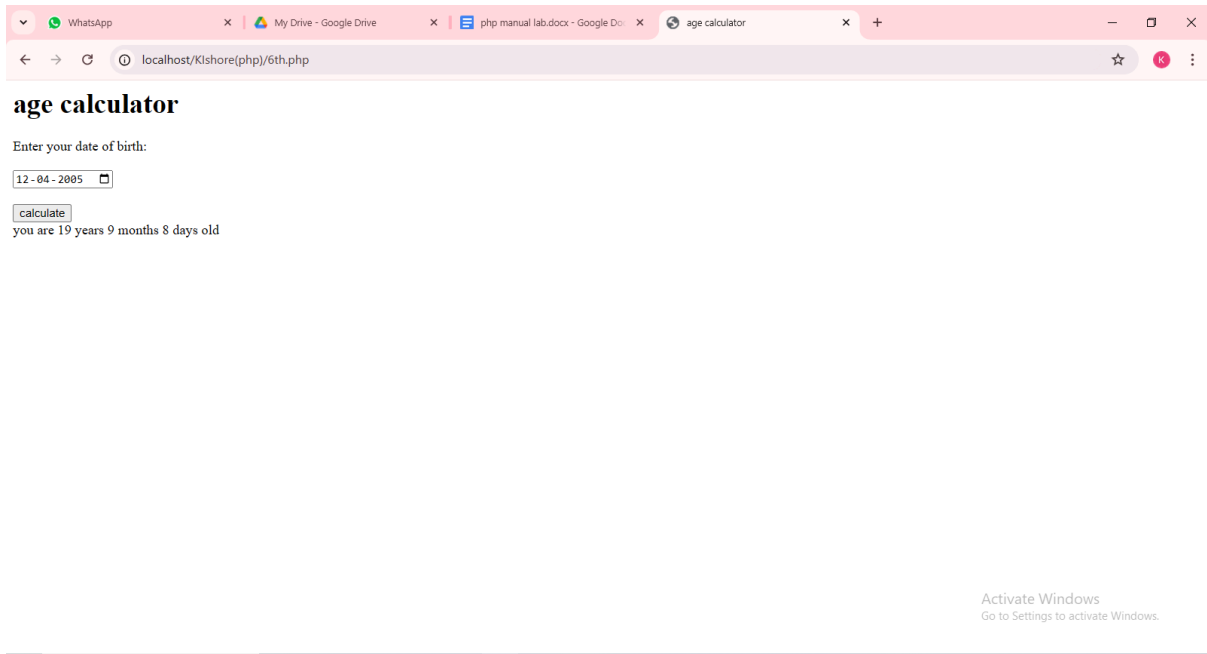 WhatsApp
My Drive - Google Drive
php manual lab.docx - Google Do
age calculator
localhost/KIshore(php)/6th.php
K
age calculator
Enter your date of birth:
12-04-2005
calculate
you are 19 years 9 months 8 days old
Activate Windows
Go to Settings to activate Windows.